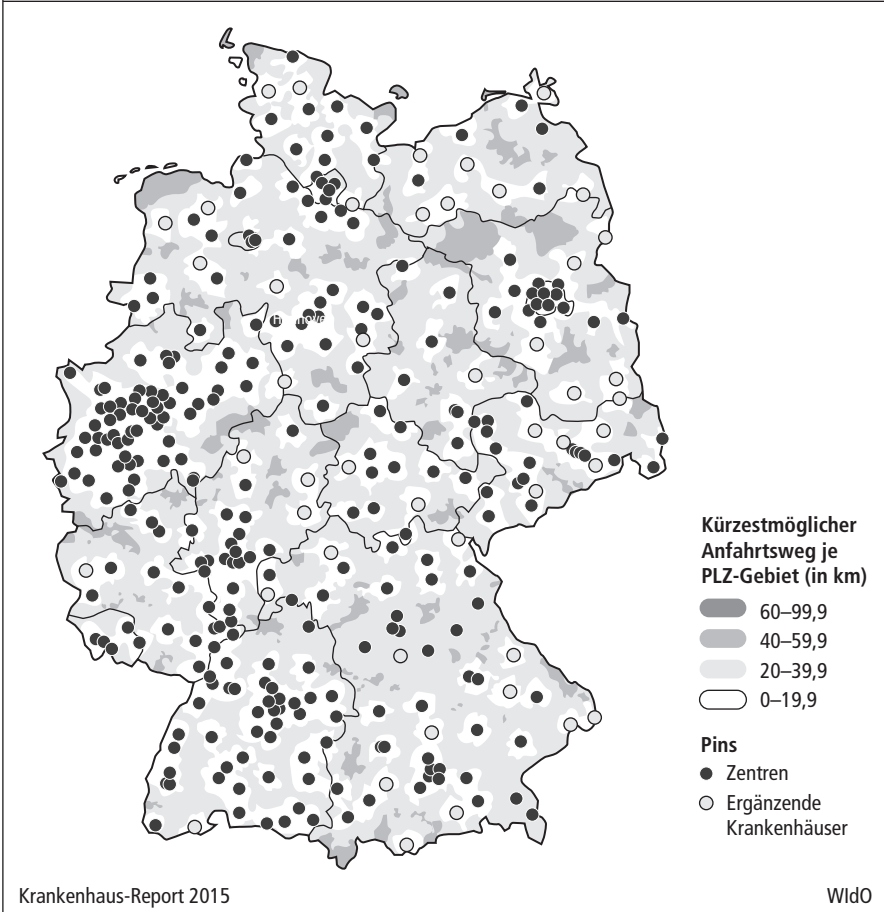 Hannover
Kürzestmöglicher
Anfahrtsweg je
PLZ-Gebiet (in km)
60–99,9
40–59,9
20–39,9
0–19,9
Pins
Zentren
Ergänzende
Krankenhäuser
Krankenhaus-Report 2015
WIdO